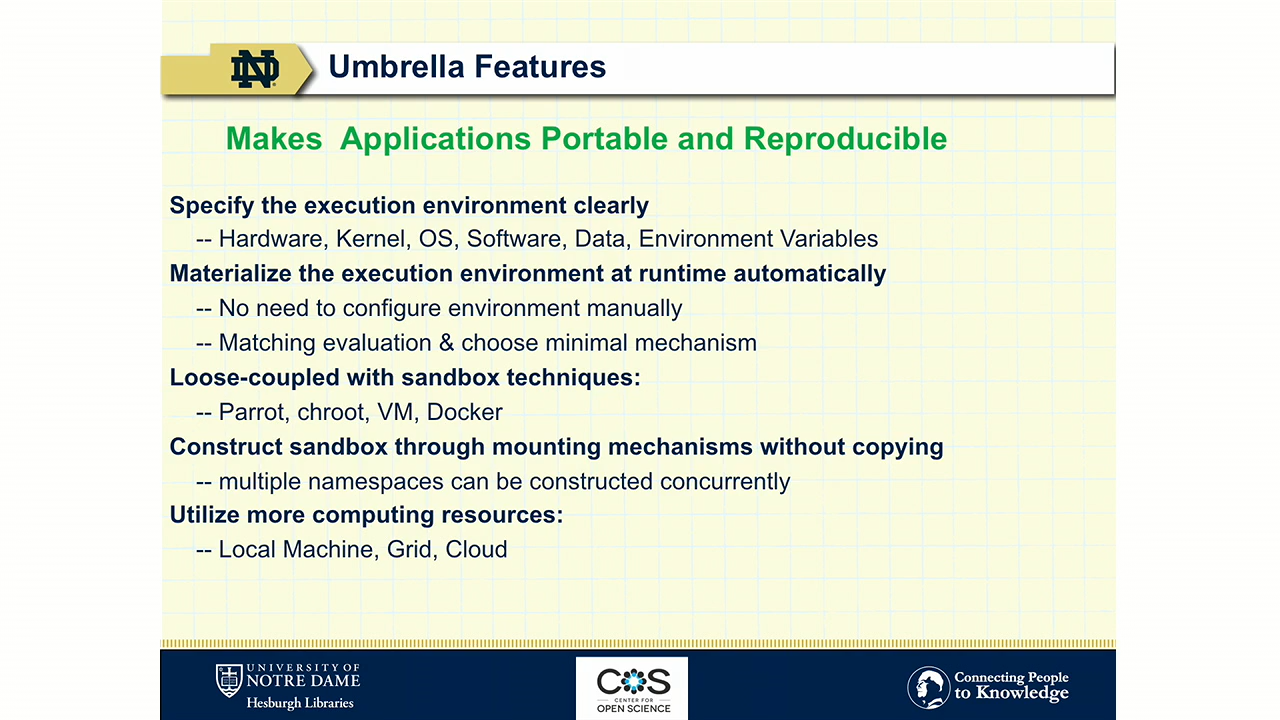 ND
Umbrella Features
Makes Applications Portable and Reproducible
Specify the execution environment clearly
-- Hardware, Kernel, OS, Software, Data, Environment Variables
Materialize the execution environment at runtime automatically
-- No need to configure environment manually
-- Matching evaluation & choose minimal mechanism
Loose-coupled with sandbox techniques:
-- Parrot, chroot, VM, Docker
Construct sandbox through mounting mechanisms without copying
-- multiple namespaces can be constructed concurrently
Utilize more computing resources:
-- Local Machine, Grid, Cloud
UNIVERSITY OF
NOTRE DAME
Hesburgh Libraries
COS
CENTER FOR
OPEN SCIENCE
Connecting People
to Knowledge